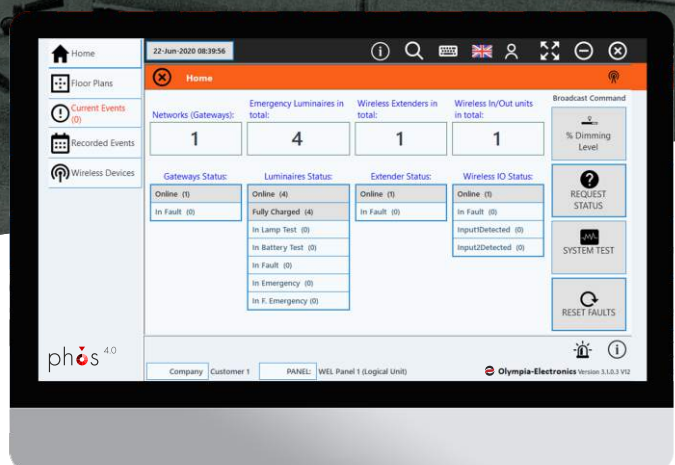 Home
22-Jun-2020 08:39:56
Floor Plans
Home
Current Events
(0)
Recorded Events
Wireless Devices
Networks (Gateways):
1
Emergency Luminaires in
total:
4
Wireless Extenders in
total:
1
Wireless In/Out units
in total:
1
Gateways Status:
Online (1)
In Fault (0)
Luminaires Status:
Online (4)
Fully Charged (4)
In Lamp Test (0)
In Battery Test (0)
In Fault (0)
In Emergency (0)
In F. Emergency (0)
Extender Status:
Online (1)
In Fault (0)
Wireless IO Status:
Online (1)
In Fault (0)
Input1Detected (0)
Input2Detected (0)
Broadcast Command
% Dimming
Level
REQUEST
STATUS
SYSTEM TEST
RESET FAULTS
phos 4.0
Company Customer 1 PANEL: WEL Panel 1 (Logical Unit) Olympia-Electronics Version 3.1.0.3 V12